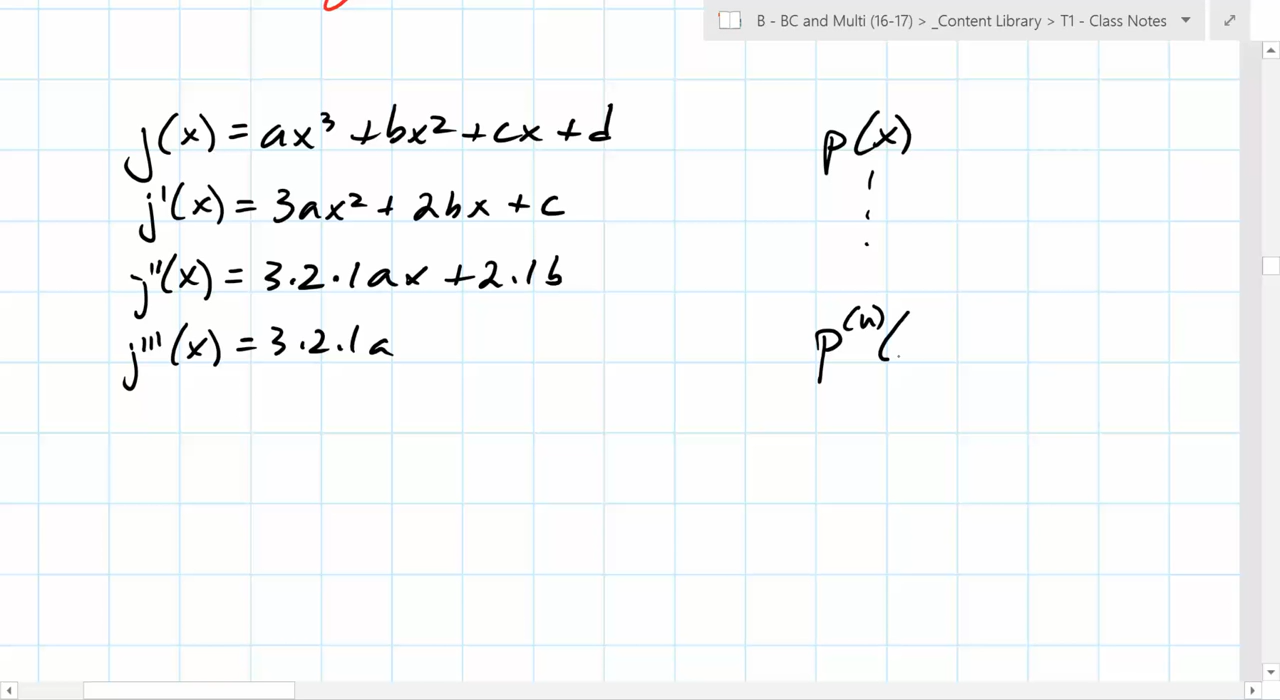 B - BC and Multi (16-17) > _Content Library > T1 - Class Notes
j(x) = ax³ + bx² + cx + d
j'(x) = 3ax² + 2bx + c
j''(x) = 3·2·1ax + 2·1b
j'''(x) = 3·2·1a
p(x)
p⁽ⁿ⁾(